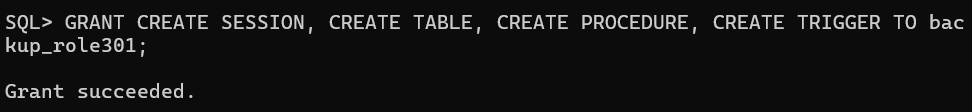 SQL> GRANT CREATE SESSION, CREATE TABLE, CREATE PROCEDURE, CREATE TRIGGER TO bac
kup_role301;
Grant succeeded.